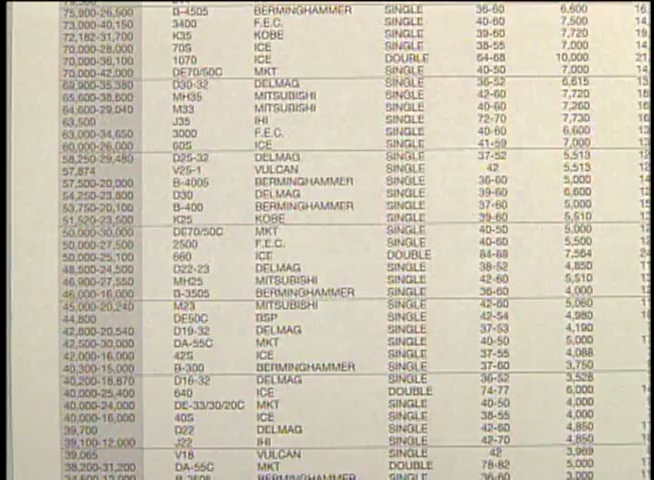 75,900-26,500 B-4505 BERMINGHAMMER SINGLE 36-60 6,600
73,000-40,150 3400 F.E.C. SINGLE 40-60 7,500
72,182-31,700 K35 KOBE SINGLE 39-60 7,720
70,000-28,000 70S ICE SINGLE 38-55 7,000
70,000-36,100 1070 ICE DOUBLE 64-68 10,000
70,000-42,000 DE70/50C MKT SINGLE 40-50 7,000
69,900-35,380 D30-32 DELMAG SINGLE 36-52 6,615
65,600-38,600 MH35 MITSUBISHI SINGLE 42-60 7,720
64,600-29,040 M33 MITSUBISHI SINGLE 40-60 7,260
63,500 J35 IHI SINGLE 72-70 7,730
63,000-34,650 3000 F.E.C. SINGLE 40-60 6,600
60,000-26,000 60S ICE SINGLE 41-59 7,000
58,250-29,480 D25-32 DELMAG SINGLE 37-52 5,513
57,874 V25-1 VULCAN SINGLE 42 5,513
57,500-20,000 B-4005 BERMINGHAMMER SINGLE 36-60 5,000
54,250-23,800 D30 DELMAG SINGLE 39-60 6,600
53,750-20,100 B-400 BERMINGHAMMER SINGLE 37-60 5,000
51,520-23,500 K25 KOBE SINGLE 39-60 5,510
50,000-30,000 DE70/50C MKT SINGLE 40-50 5,000
50,000-27,500 2500 F.E.C. SINGLE 40-60 5,500
50,000-25,100 660 ICE DOUBLE 84-88 7,564
48,500-24,500 D22-23 DELMAG SINGLE 38-52 4,850
46,900-27,550 MH25 MITSUBISHI SINGLE 42-60 5,510
46,000-16,000 B-3505 BERMINGHAMMER SINGLE 36-60 4,000
45,000-20,240 M23 MITSUBISHI SINGLE 42-60 5,060
44,800 DE50C BSP SINGLE 42-54 4,980
42,800-20,540 D19-32 DELMAG SINGLE 37-53 4,190
42,500-30,000 DA-55C MKT SINGLE 40-50 5,000
42,000-16,000 42S ICE SINGLE 37-55 4,088
40,300-15,000 B-300 BERMINGHAMMER SINGLE 37-60 3,750
40,200-18,870 D16-32 DELMAG SINGLE 36-52 3,528
40,000-25,400 640 ICE DOUBLE 74-77 6,000
40,000-24,000 DE-33/30/20C MKT SINGLE 40-50 4,000
40,000-16,000 40S ICE SINGLE 38-55 4,000
39,700 D22 DELMAG SINGLE 42-60 4,850
39,100-12,000 J22 IHI SINGLE 42-70 4,850
39,065 V18 VULCAN SINGLE 42 3,969
38,200-31,200 DA-55C MKT DOUBLE 78-82 5,000
BERMINGHAMMER SINGLE 36-60 3,000